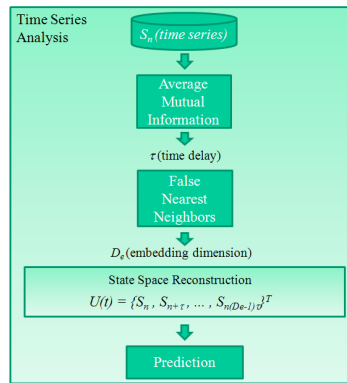 Time Series
Analysis
Sn (time series)
Average
Mutual
Information
τ (time delay)
False
Nearest
Neighbors
De (embedding dimension)
State Space Reconstruction
U(t) = {Sn , Sn+τ , ... , Sn(De-1)τ}T
Prediction